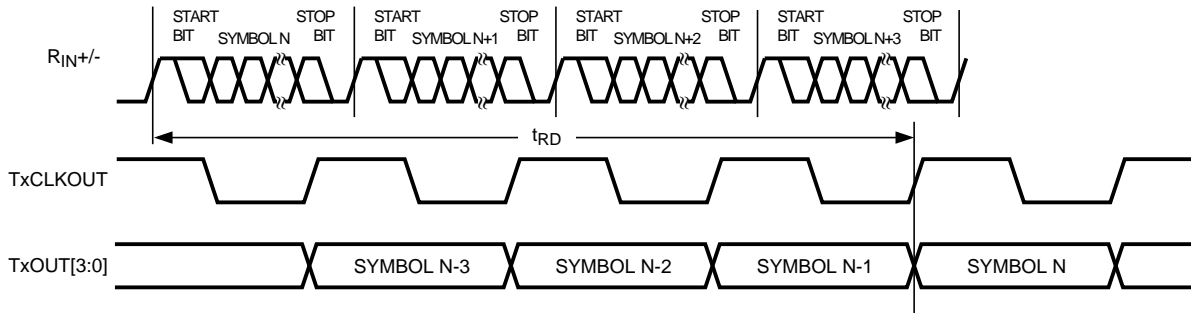 START BIT SYMBOL N STOP BIT
START BIT SYMBOL N+1 STOP BIT
START BIT SYMBOL N+2 STOP BIT
START BIT SYMBOL N+3 STOP BIT
RIN+/-
tRD
TxCLKOUT
TxOUT[3:0]
SYMBOL N-3
SYMBOL N-2
SYMBOL N-1
SYMBOL N